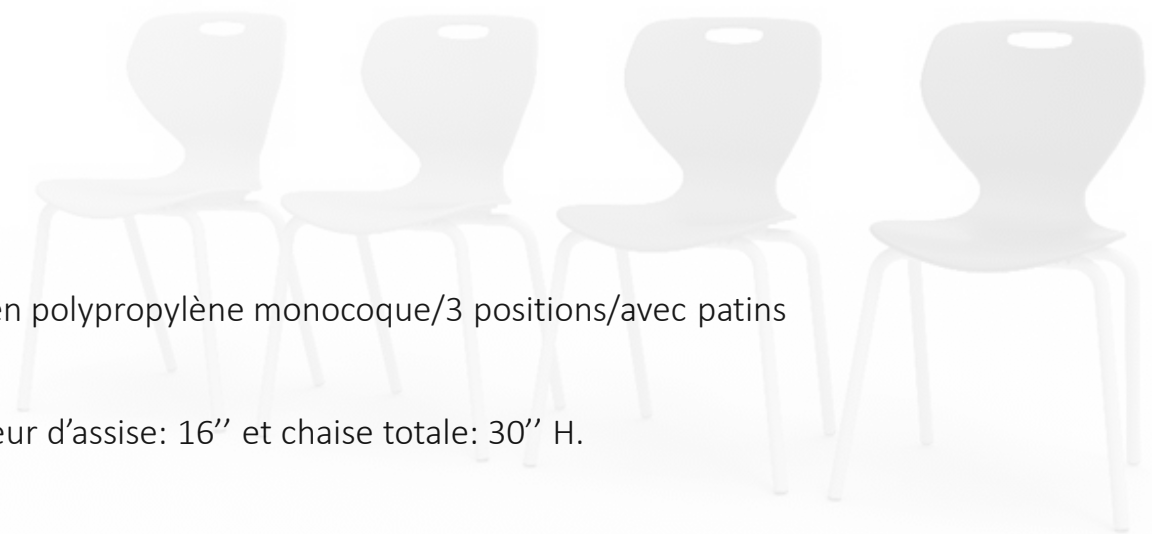 en polypropylène monocoque/3 positions/avec patins
eur d’assise: 16’’ et chaise totale: 30’’ H.